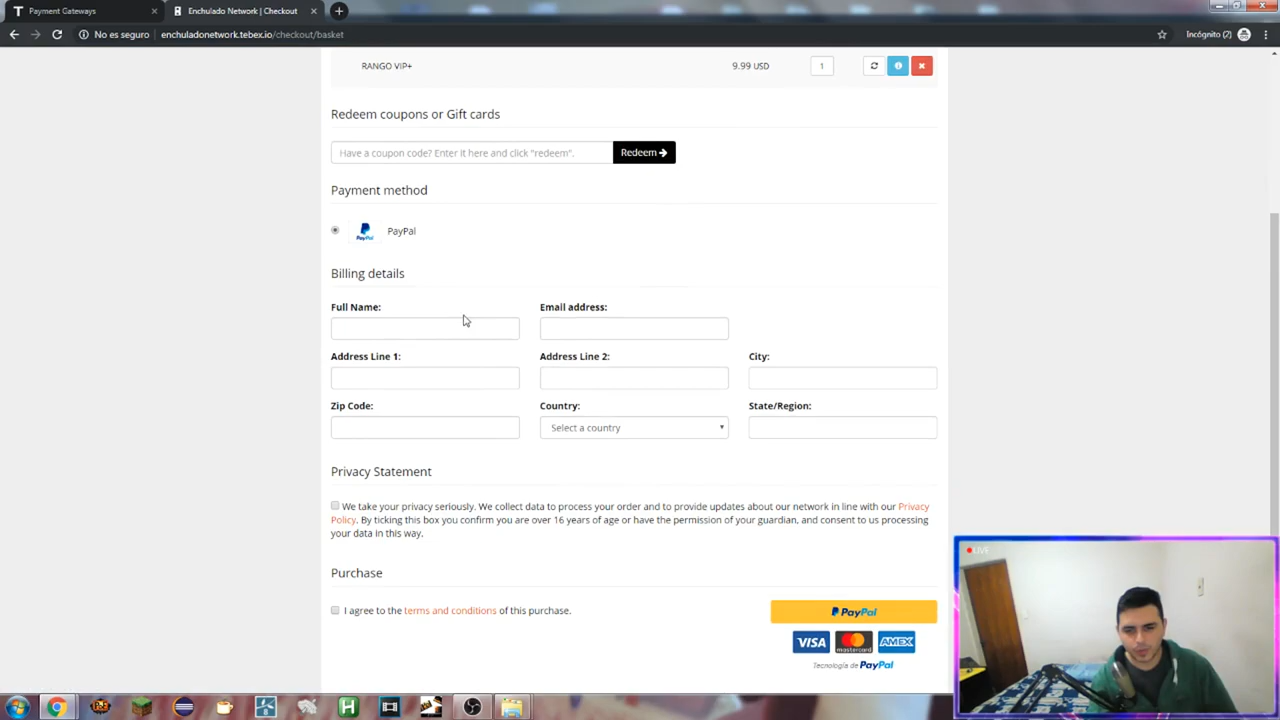 Payment Gateways
Enchulado Network | Checkout
No es seguro
enchuladonetwork.tebex.io/checkout/basket
Incógnito (2)
RANGO VIP+
9.99 USD
1
Redeem coupons or Gift cards
Have a coupon code? Enter it here and click "redeem".
Redeem
Payment method
PayPal
PayPal
Billing details
Full Name:
Email address:
Address Line 1:
Address Line 2:
City:
Zip Code:
Country:
State/Region:
Select a country
Privacy Statement
We take your privacy seriously. We collect data to process your order and to provide updates about our network in line with our Privacy
Policy. By ticking this box you confirm you are over 16 years of age or have the permission of your guardian, and consent to us processing
your data in this way.
Purchase
I agree to the terms and conditions of this purchase.
PayPal
VISA
mastercard
AMEX
Tecnología de PayPal
LIVE